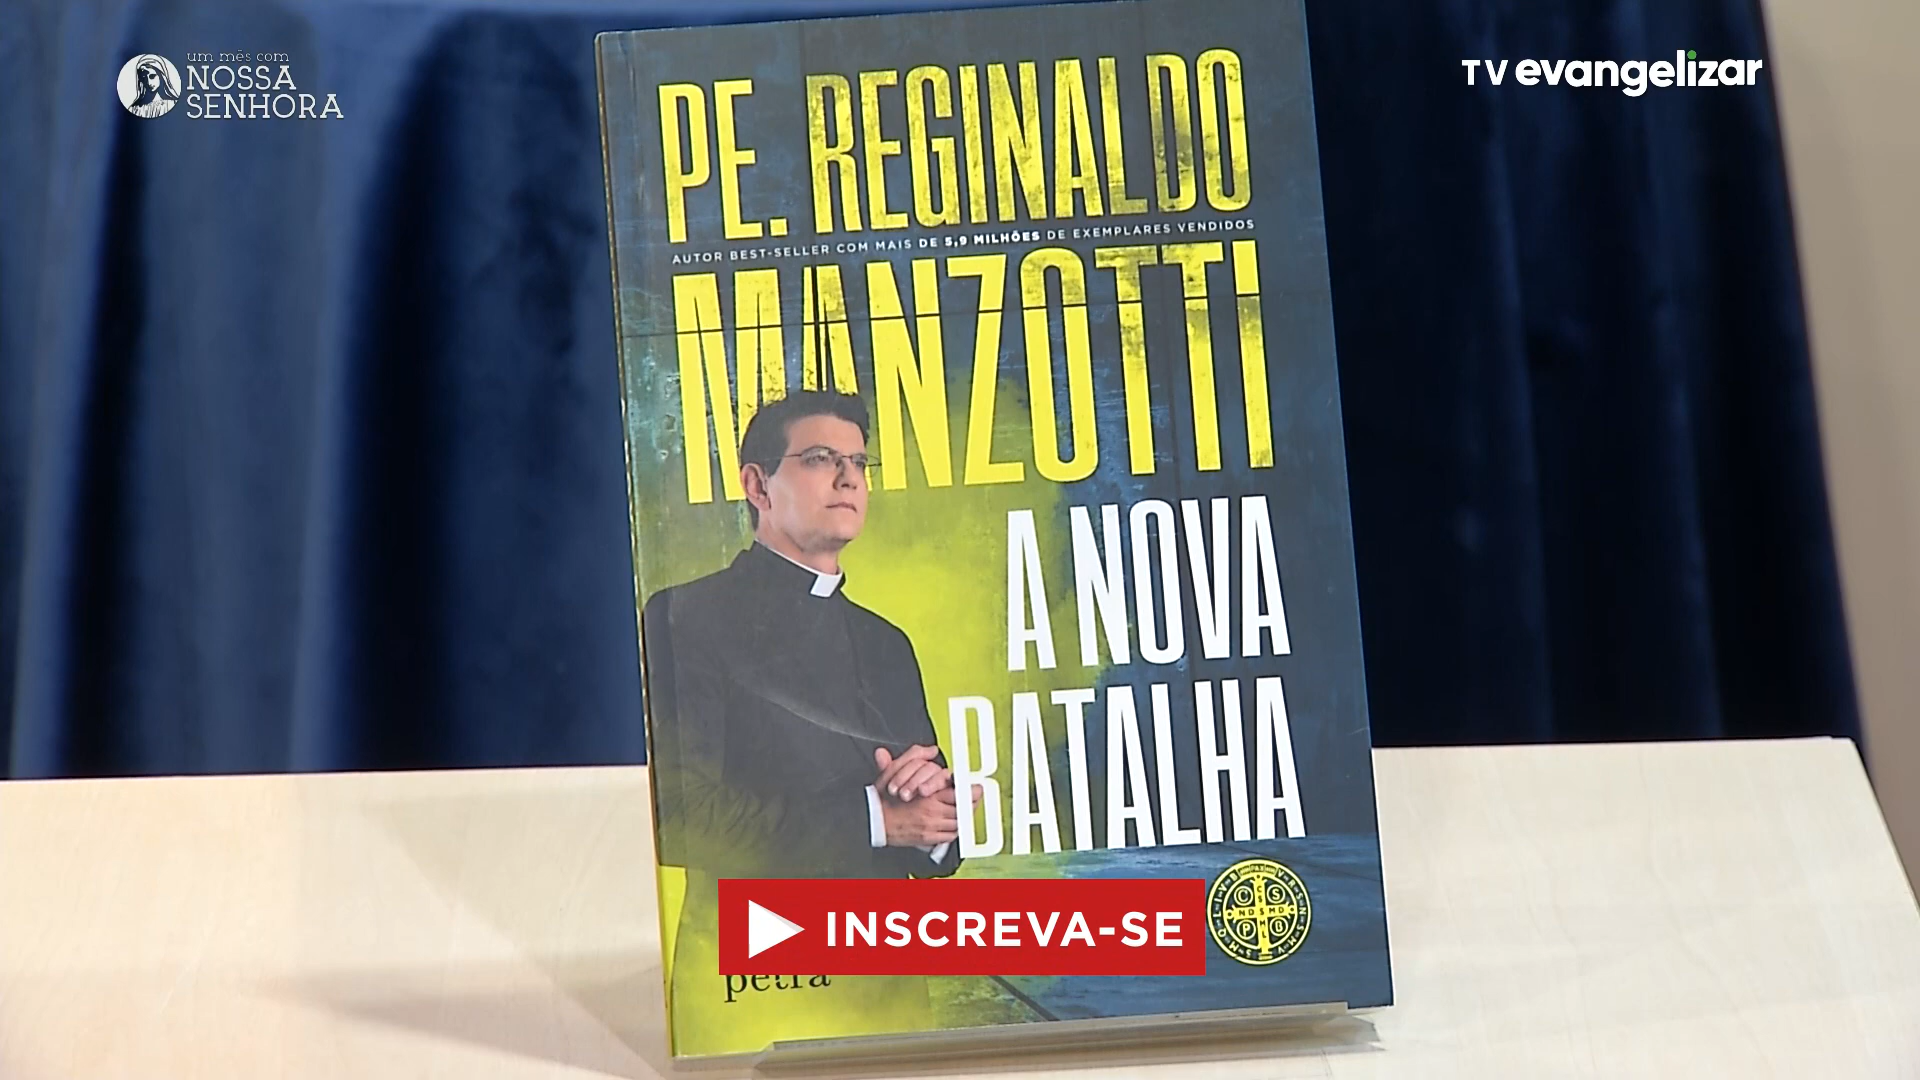 um mês com
NOSSA
SENHORA
TV evangelizar
PE. REGINALDO
AUTOR BEST-SELLER COM MAIS DE 5,9 MILHÕES DE EXEMPLARES VENDIDOS
MANZOTTI
A NOVA
BATALHA
INSCREVA-SE
petra